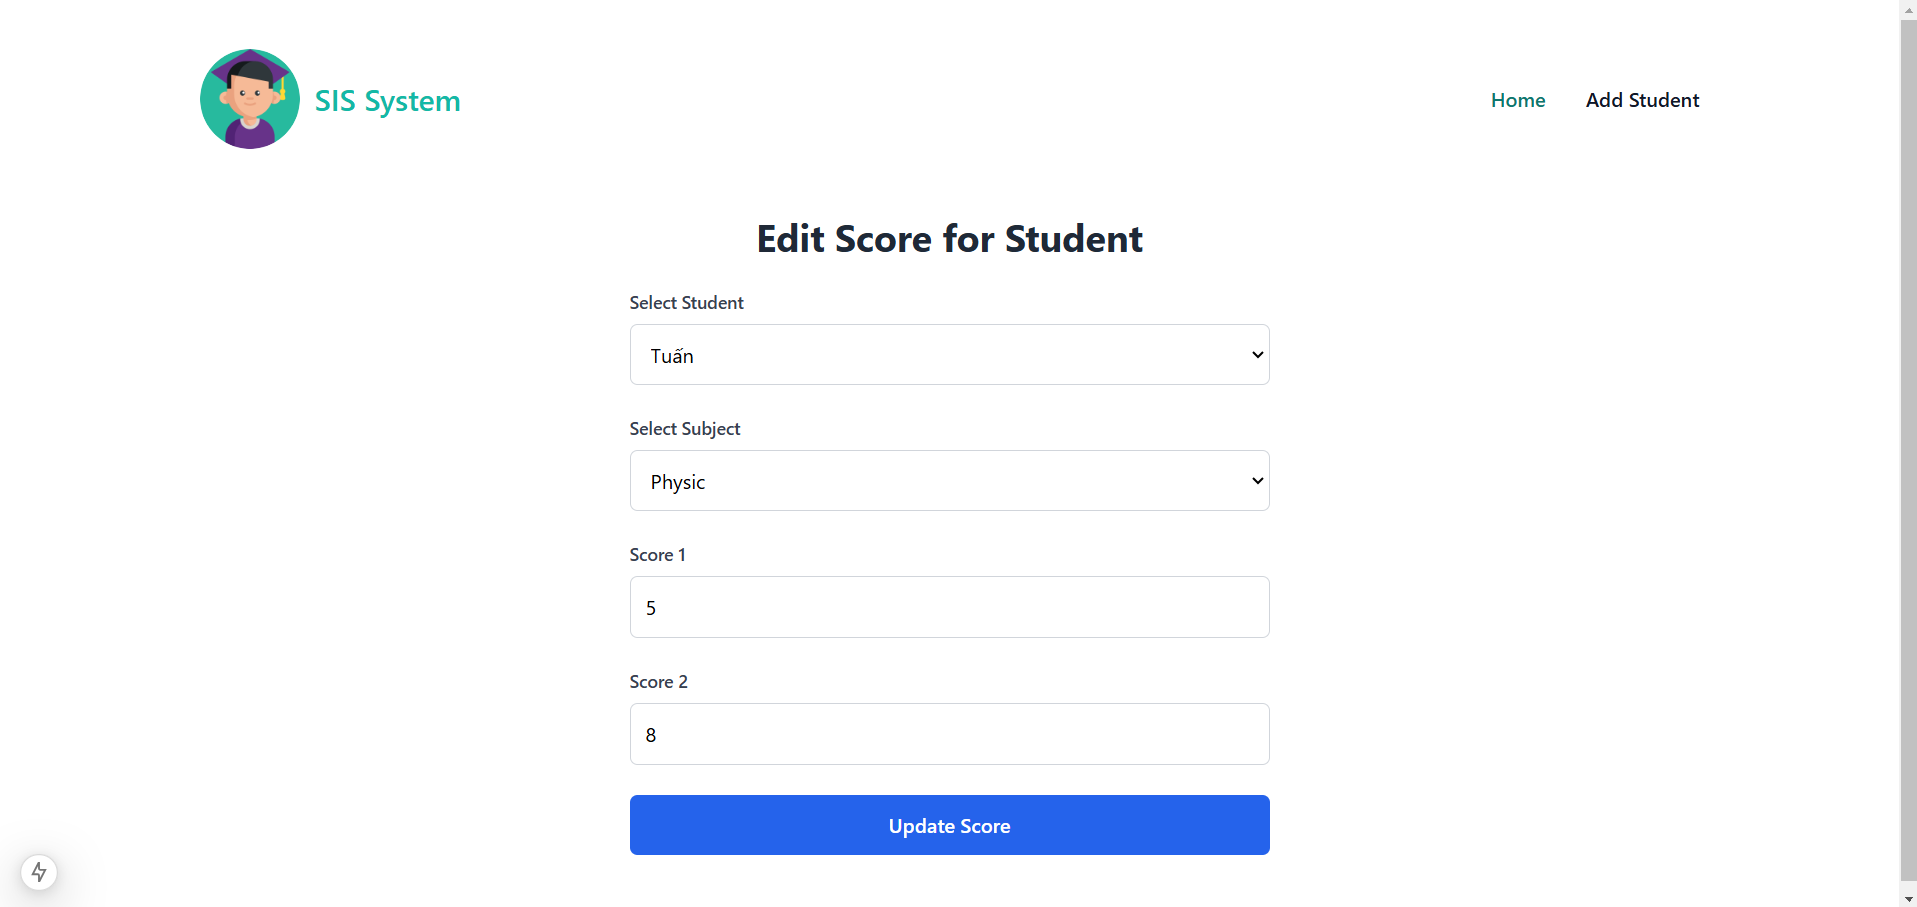 SIS System
Home
Add Student
Edit Score for Student
Select Student
Tuấn
Select Subject
Physic
Score 1
5
Score 2
8
Update Score